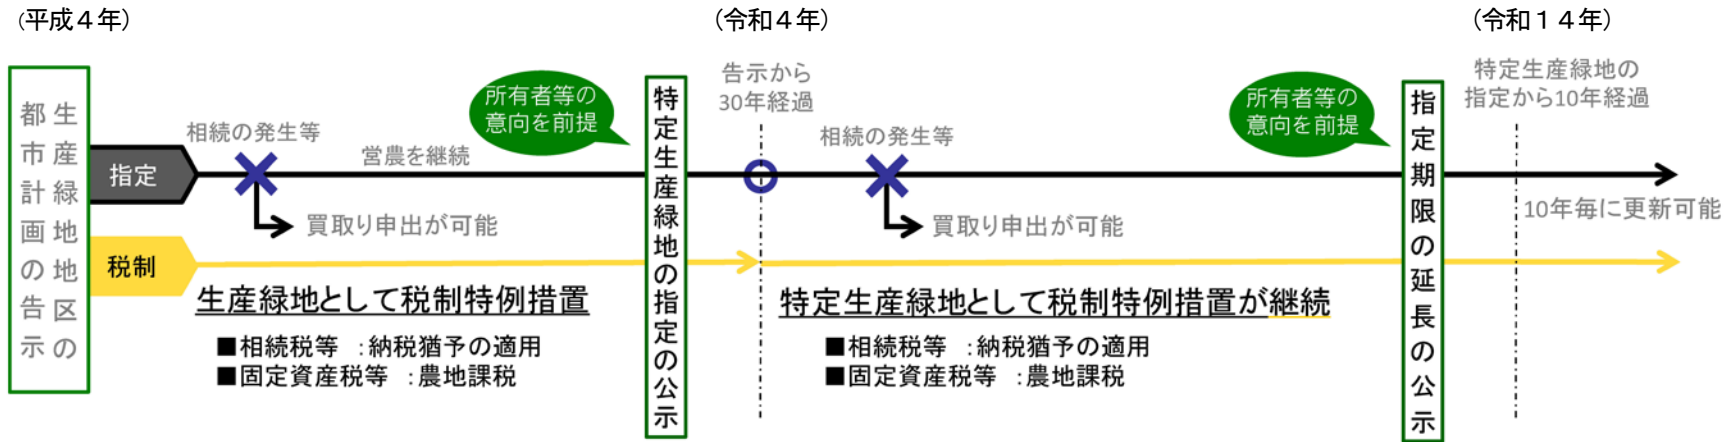 （平成４年）
（令和４年）
（令和１４年）
生産緑地地区の
都市計画の告示
指定
税制
相続の発生等
営農を継続
買取り申出が可能
生産緑地として税制特例措置
■相続税等　：納税猶予の適用
■固定資産税等　：農地課税
所有者等の
意向を前提
特定生産緑地の指定の公示
告示から
30年経過
相続の発生等
買取り申出が可能
特定生産緑地として税制特例措置が継続
■相続税等　：納税猶予の適用
■固定資産税等　：農地課税
所有者等の
意向を前提
指定期限の延長の公示
特定生産緑地の
指定から10年経過
10年毎に更新可能